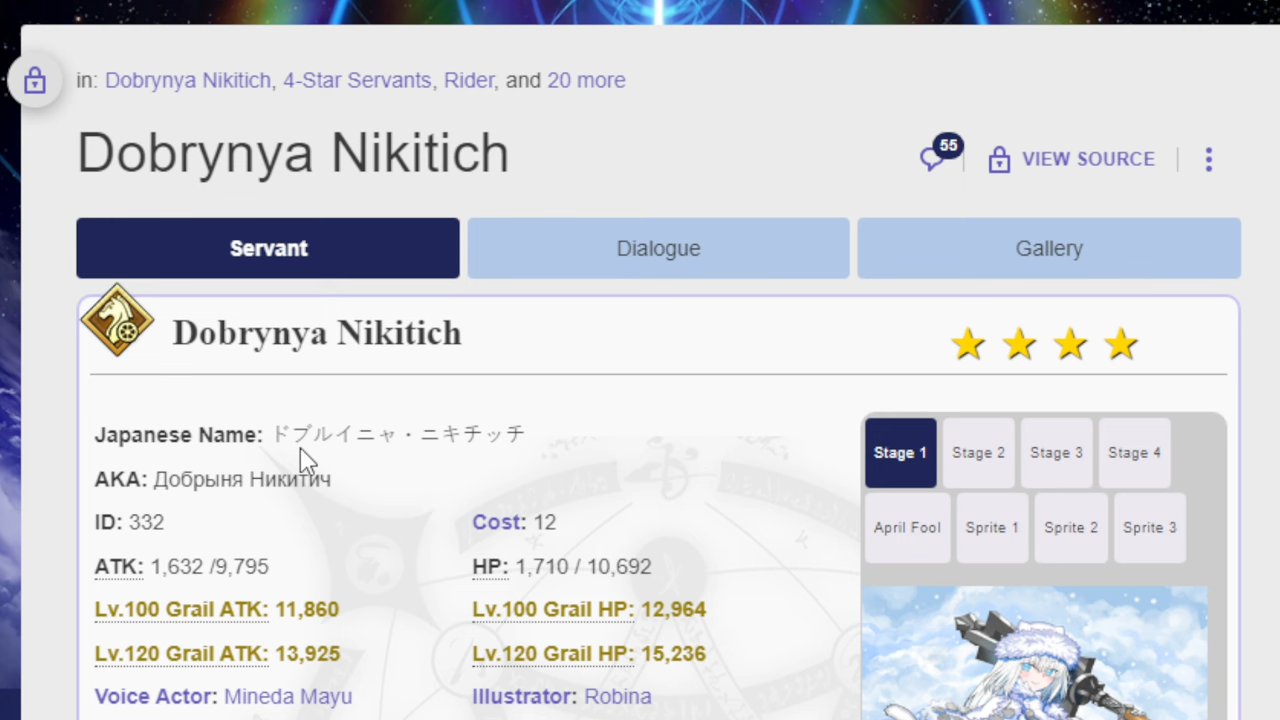 in: Dobrynya Nikitich, 4-Star Servants, Rider, and 20 more
Dobrynya Nikitich
55
VIEW SOURCE
Servant
Dialogue
Gallery
Dobrynya Nikitich
Japanese Name: ドブルイニャ・ニキチッチ
AKA: Добрыня Никитич
ID: 332
Cost: 12
ATK: 1,632 /9,795
HP: 1,710 / 10,692
Lv.100 Grail ATK: 11,860
Lv.100 Grail HP: 12,964
Lv.120 Grail ATK: 13,925
Lv.120 Grail HP: 15,236
Voice Actor: Mineda Mayu
Illustrator: Robina
Stage 1
Stage 2
Stage 3
Stage 4
April Fool
Sprite 1
Sprite 2
Sprite 3